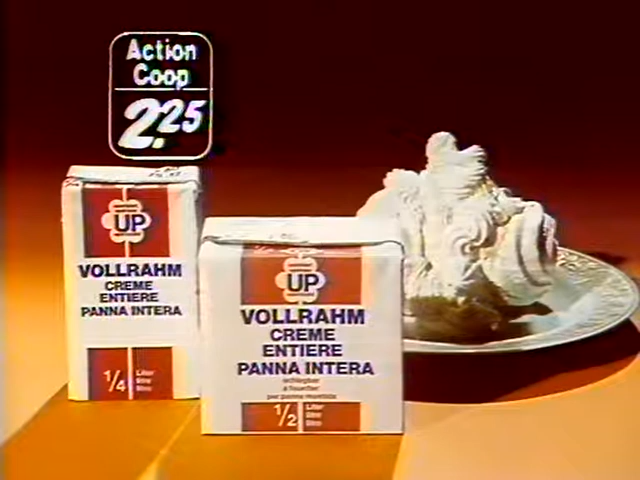 Action
Coop
2.25
UP
VOLLRAHM
CREME
ENTIERE
PANNA INTERA
1/4 Liter
litre
litro
UP
VOLLRAHM
CREME
ENTIERE
PANNA INTERA
schlagbar
à fouetter
per panna montata
1/2 Liter
litre
litro